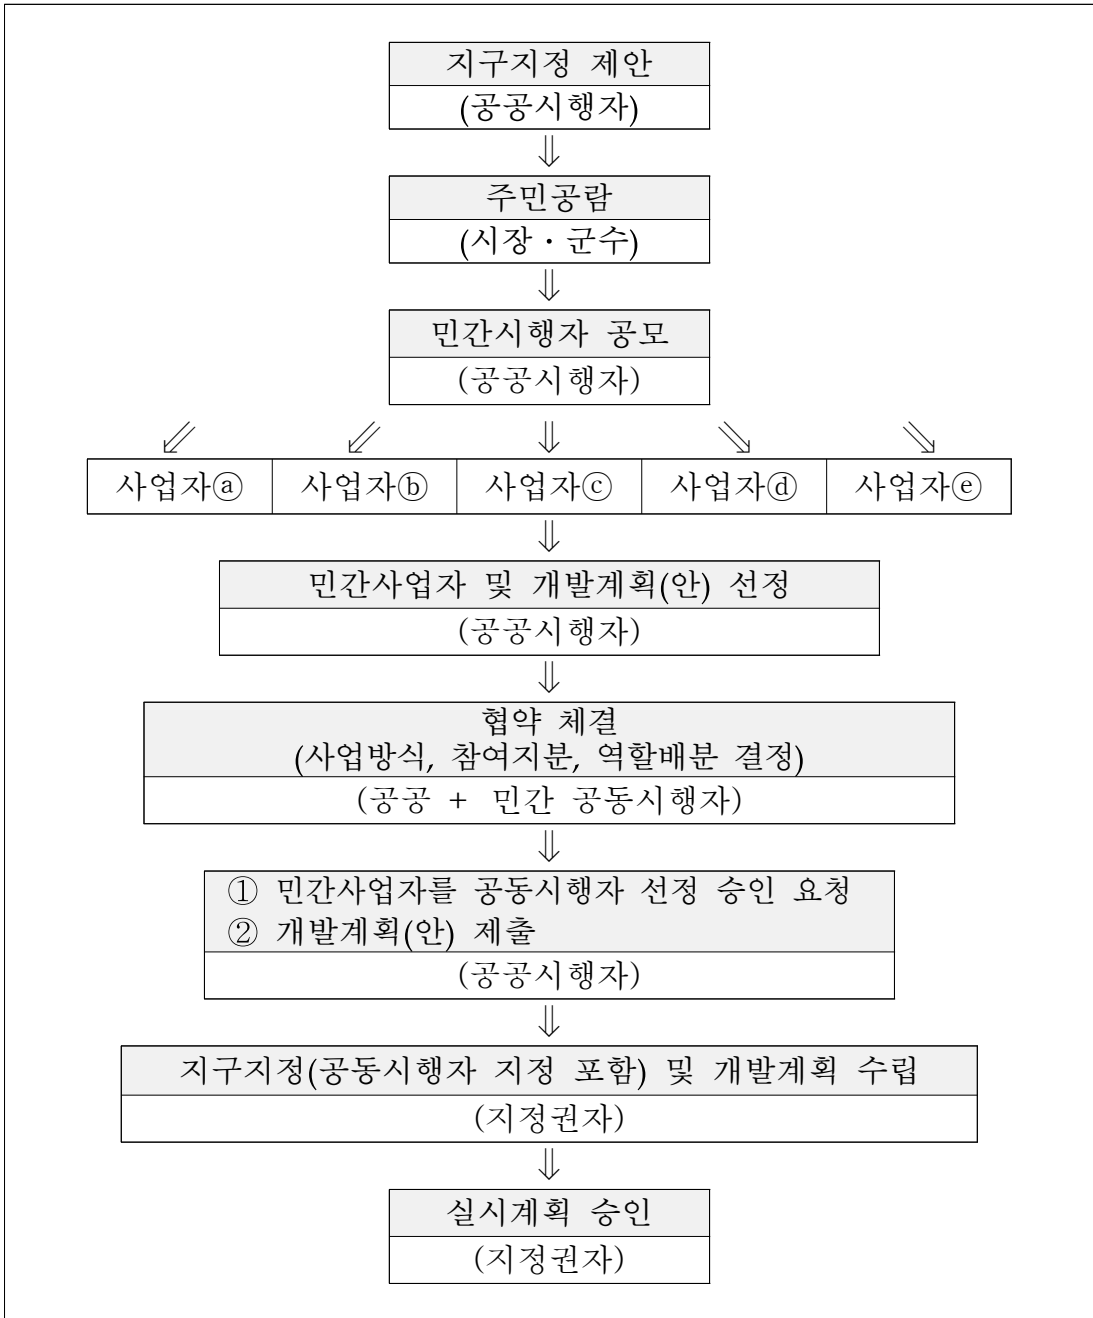 지구지정 제안
(공공시행자)
⇓
주민공람
(시장・군수)
⇓
민간시행자 공모
(공공시행자)
⇙ ⇙ ⇓ ⇘ ⇘
사업자ⓐ 사업자ⓑ 사업자ⓒ 사업자ⓓ 사업자ⓔ
⇓
민간사업자 및 개발계획(안) 선정
(공공시행자)
⇓
협약 체결
(사업방식, 참여지분, 역할배분 결정)
(공공 + 민간 공동시행자)
⇓
① 민간사업자를 공동시행자 선정 승인 요청
② 개발계획(안) 제출
(공공시행자)
⇓
지구지정(공동시행자 지정 포함) 및 개발계획 수립
(지정권자)
⇓
실시계획 승인
(지정권자)